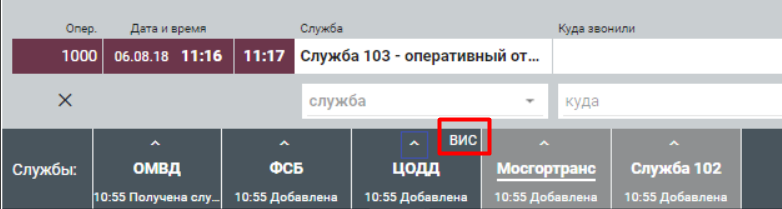 Опер. Дата и время Служба Куда звонили
1000 06.08.18 11:16 11:17 Служба 103 - оперативный от...
служба куда
ВИС
Службы: ОМВД ФСБ ЦОДД Мосгортранс Служба 102
10:55 Получена слу... 10:55 Добавлена 10:55 Добавлена 10:55 Добавлена 10:55 Добавлена